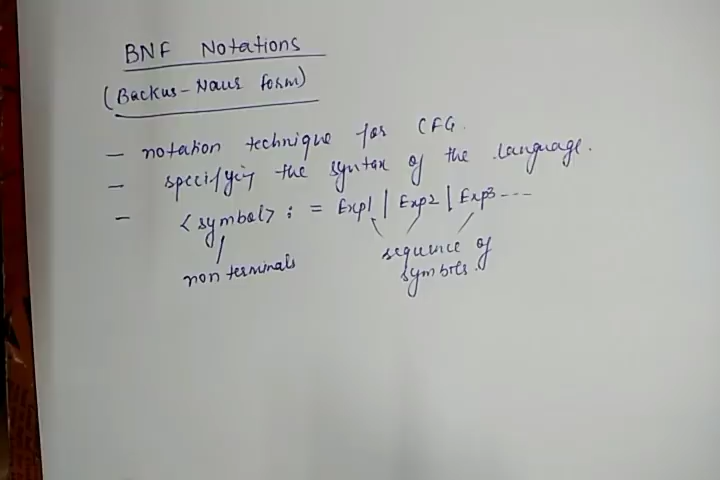 BNF Notations
(Backus-Naur form)
- notation technique for CFG.
- specifying the syntax of the language.
- <symbol> : = Exp1 | Exp2 | Exp3 ---
non terminals
sequence of
symbols.